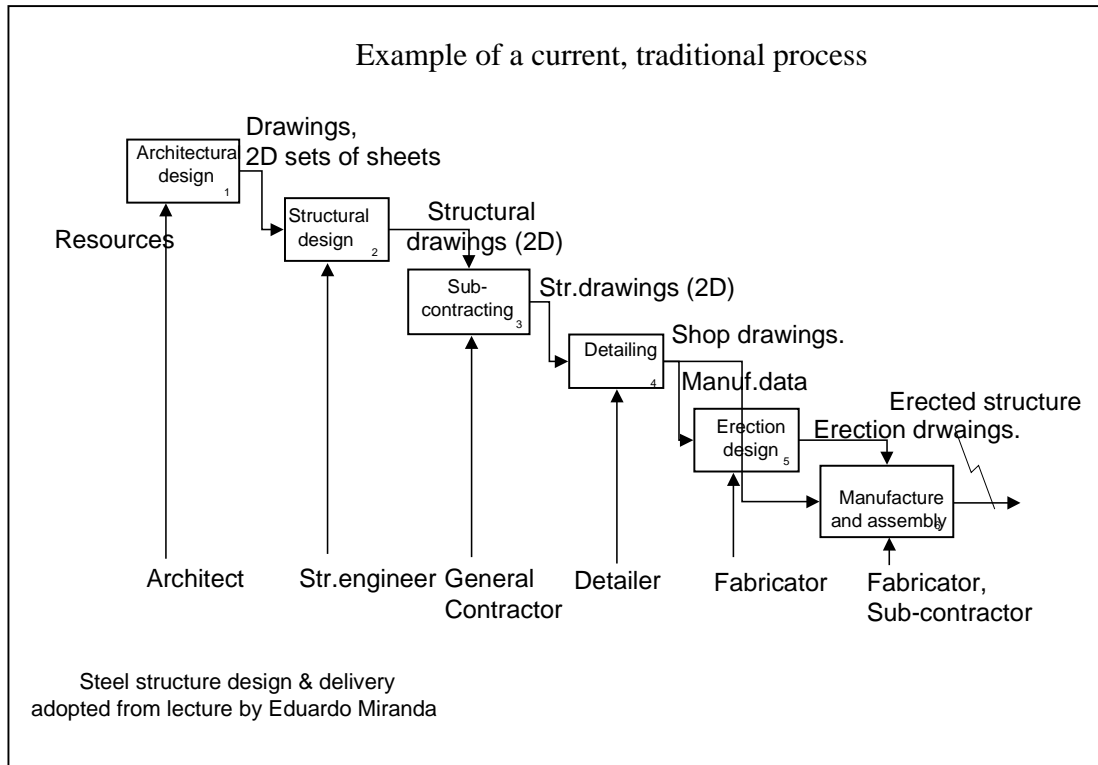 Example of a current, traditional process
Drawings,
2D sets of sheets
Architectural
design
1
Resources
Structural
design
2
Structural
drawings (2D)
Sub-
contracting
3
Str.drawings (2D)
Detailing
4
Shop drawings.
Manuf.data
Erection
design
5
Erected structure
Erection drwaings.
Manufacture
and assembly
6
Architect
Str.engineer
General
Contractor
Detailer
Fabricator
Fabricator,
Sub-contractor
Steel structure design & delivery
adopted from lecture by Eduardo Miranda